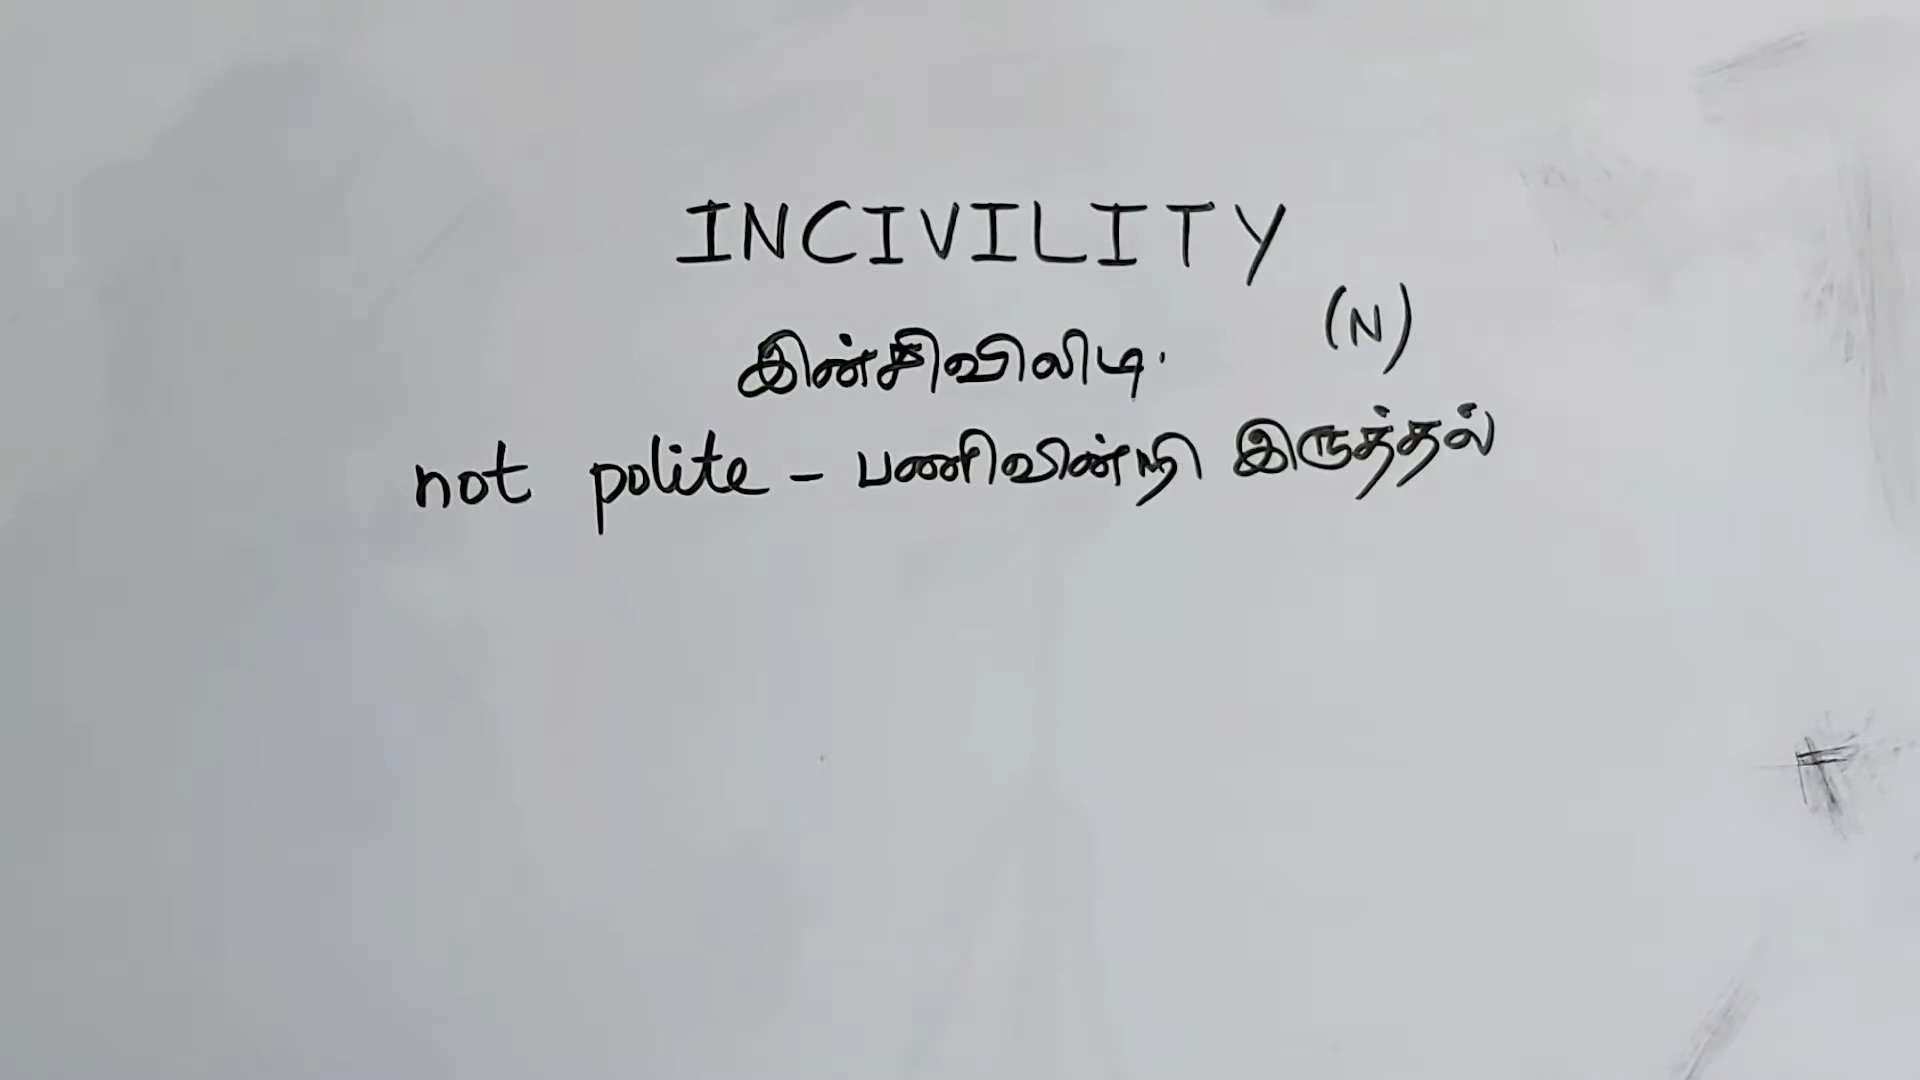 INCIVILITY
(N)
இன்சிவிலிடி.
not polite - பணிவின்றி இருத்தல்